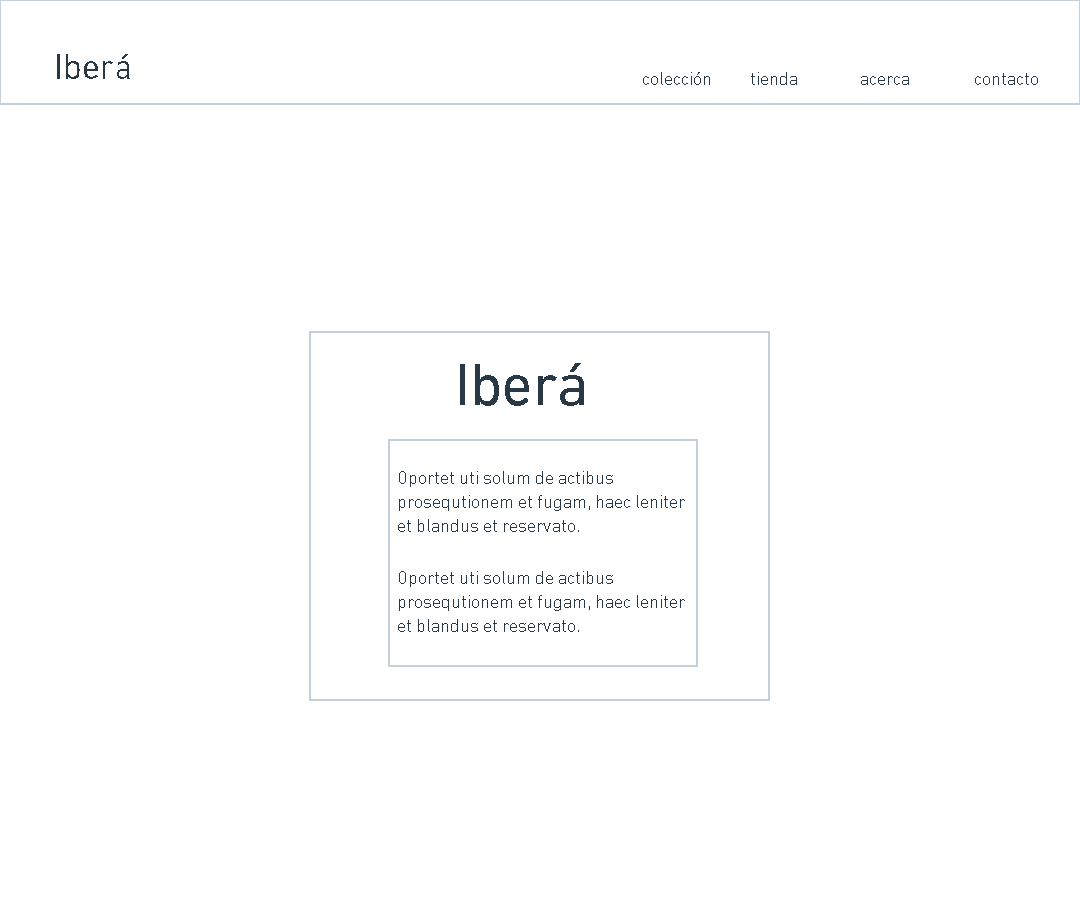 Iberá
colección tienda acerca contacto
Iberá
Oportet uti solum de actibus
prosequtionem et fugam, haec leniter
et blandus et reservato.
Oportet uti solum de actibus
prosequtionem et fugam, haec leniter
et blandus et reservato.